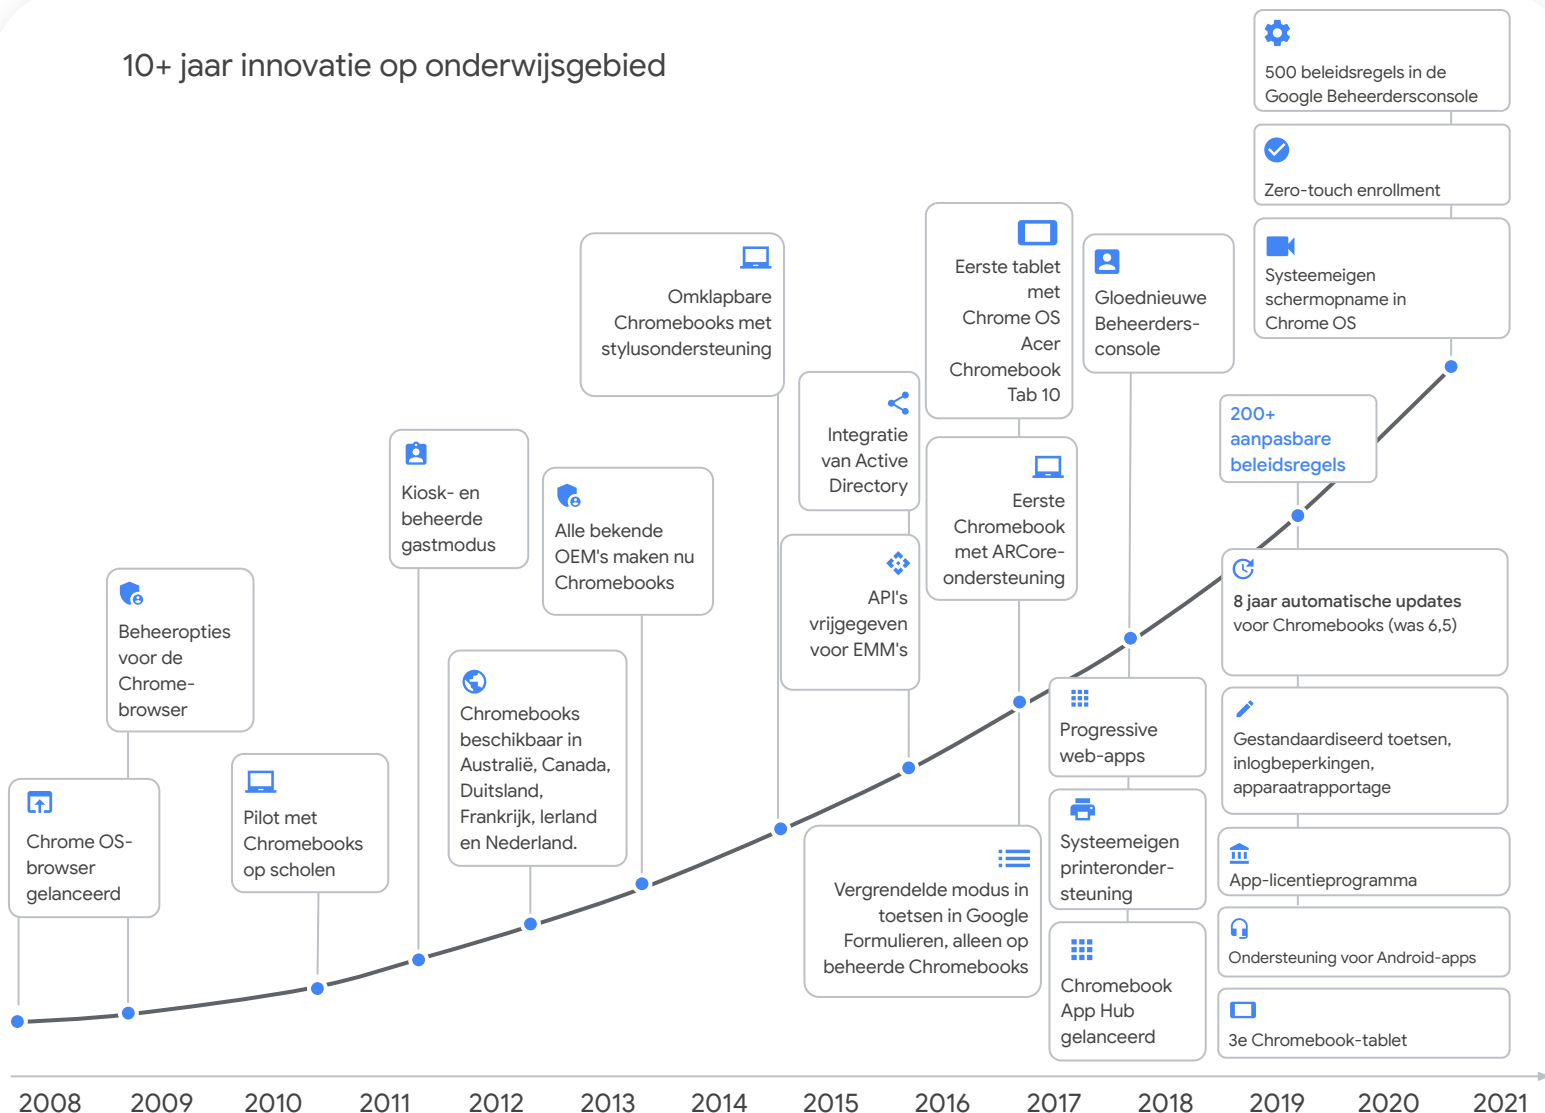 10+ jaar innovatie op onderwijsgebied
Chrome OS-
browser
gelanceerd
Beheeropties
voor de
Chrome-
browser
Pilot met
Chromebooks
op scholen
Kiosk- en
beheerde
gastmodus
Chromebooks
beschikbaar in
Australië, Canada,
Duitsland,
Frankrijk, Ierland
en Nederland.
Alle bekende
OEM's maken nu
Chromebooks
Omklapbare
Chromebooks met
stylusondersteuning
Integratie
van Active
Directory
API's
vrijgegeven
voor EMM's
Eerste tablet
met
Chrome OS
Acer
Chromebook
Tab 10
Eerste
Chromebook
met ARCore-
ondersteuning
Vergrendelde modus in
toetsen in Google
Formulieren, alleen op
beheerde Chromebooks
Gloednieuwe
Beheerders-
console
Progressive
web-apps
Systeemeigen
printeronder-
steuning
Chromebook
App Hub
gelanceerd
200+
aanpasbare
beleidsregels
8 jaar automatische updates
voor Chromebooks (was 6,5)
Gestandaardiseerd toetsen,
inlogbeperkingen,
apparaatrapportage
App-licentieprogramma
Ondersteuning voor Android-apps
3e Chromebook-tablet
500 beleidsregels in de
Google Beheerdersconsole
Zero-touch enrollment
Systeemeigen
schermopname in
Chrome OS
2008 2009 2010 2011 2012 2013 2014 2015 2016 2017 2018 2019 2020 2021